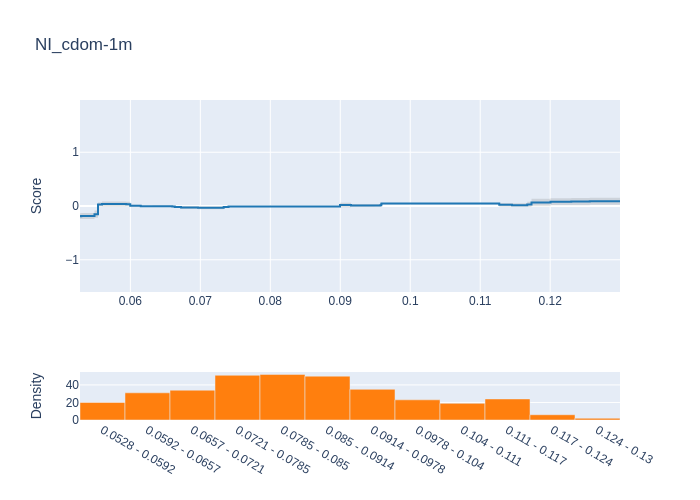 NI_cdom-1m
Score
1
0
−1
0.06 0.07 0.08 0.09 0.1 0.11 0.12
Density
40
20
0
0.0528 - 0.0592
0.0592 - 0.0657
0.0657 - 0.0721
0.0721 - 0.0785
0.0785 - 0.085
0.085 - 0.0914
0.0914 - 0.0978
0.0978 - 0.104
0.104 - 0.111
0.111 - 0.117
0.117 - 0.124
0.124 - 0.13